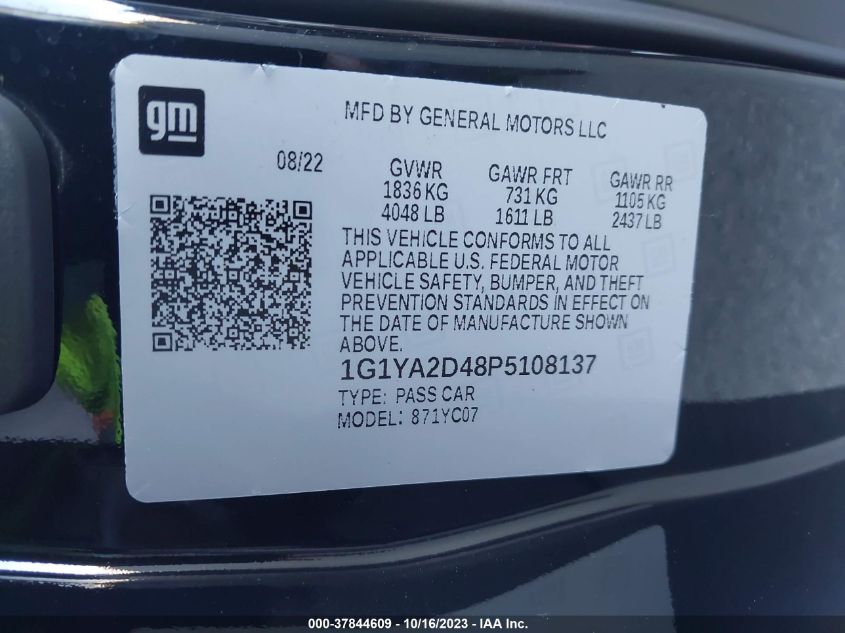 gm
MFD BY GENERAL MOTORS LLC
08/22 GVWR GAWR FRT GAWR RR
1836 KG 731 KG 1105 KG
4048 LB 1611 LB 2437 LB
THIS VEHICLE CONFORMS TO ALL
APPLICABLE U.S. FEDERAL MOTOR
VEHICLE SAFETY, BUMPER, AND THEFT
PREVENTION STANDARDS IN EFFECT ON
THE DATE OF MANUFACTURE SHOWN
ABOVE.
1G1YA2D48P5108137
TYPE: PASS CAR
MODEL: 871YC07
000-37844609 - 10/16/2023 - IAA Inc.